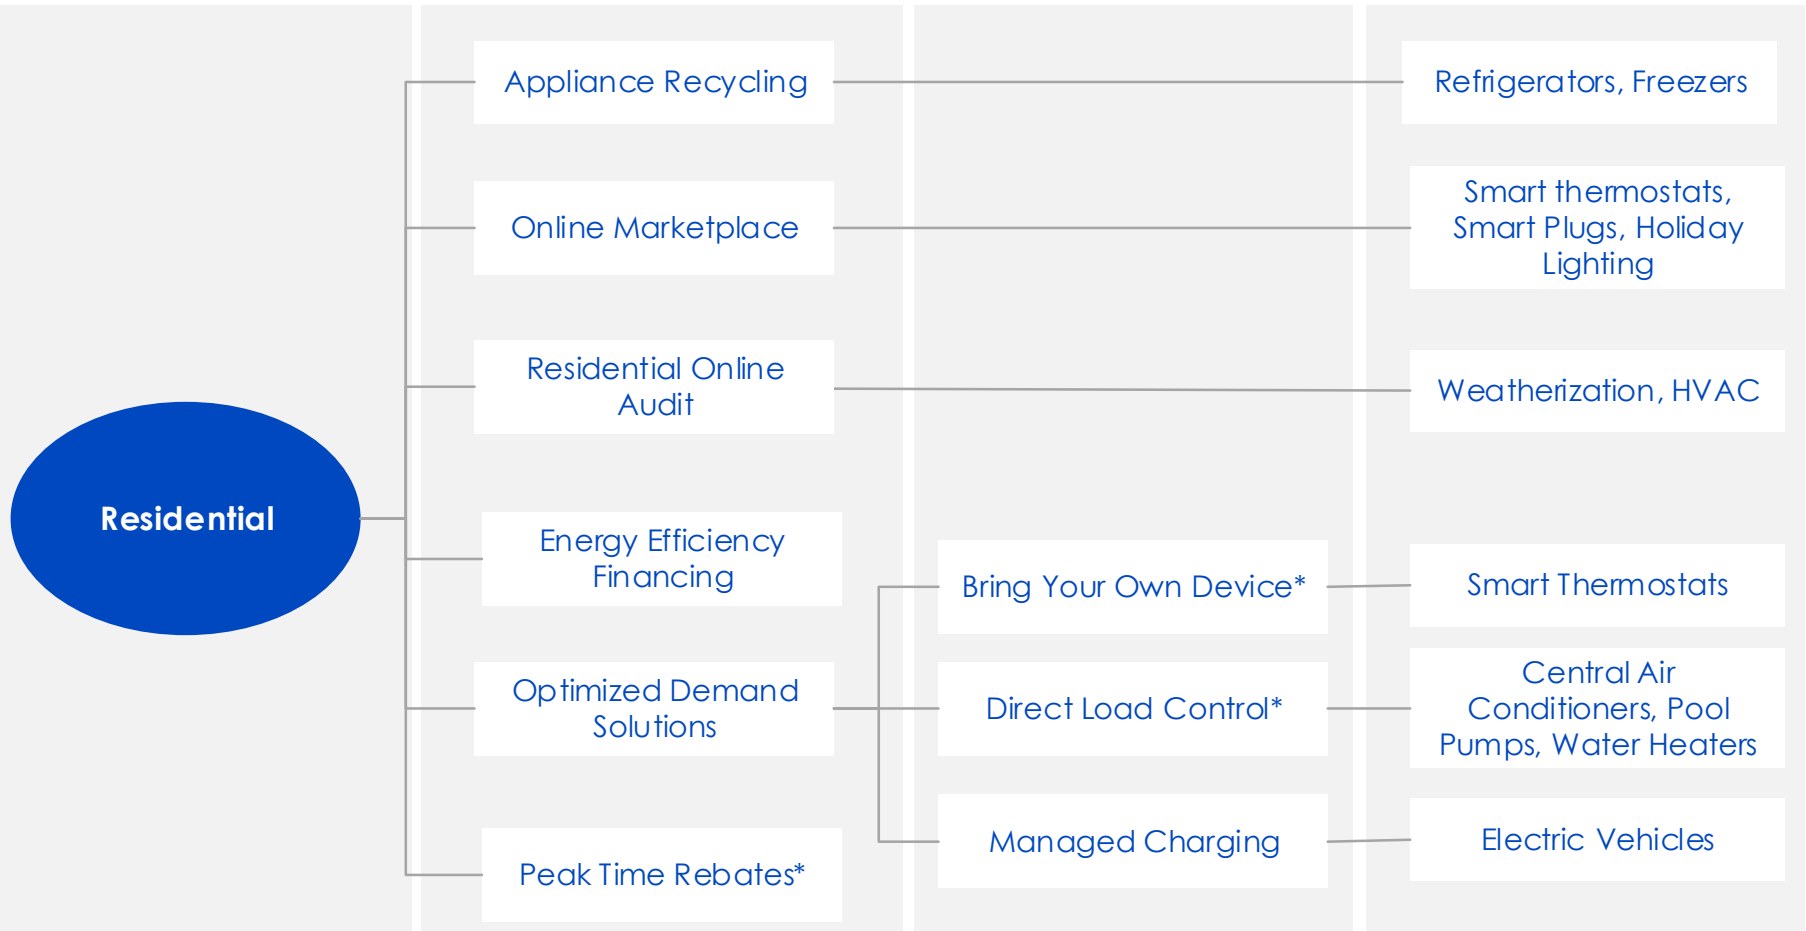 Residential
Appliance Recycling
Refrigerators, Freezers
Online Marketplace
Smart thermostats,
Smart Plugs, Holiday
Lighting
Residential Online
Audit
Weatherization, HVAC
Energy Efficiency
Financing
Optimized Demand
Solutions
Bring Your Own Device*
Smart Thermostats
Direct Load Control*
Central Air
Conditioners, Pool
Pumps, Water Heaters
Managed Charging
Electric Vehicles
Peak Time Rebates*